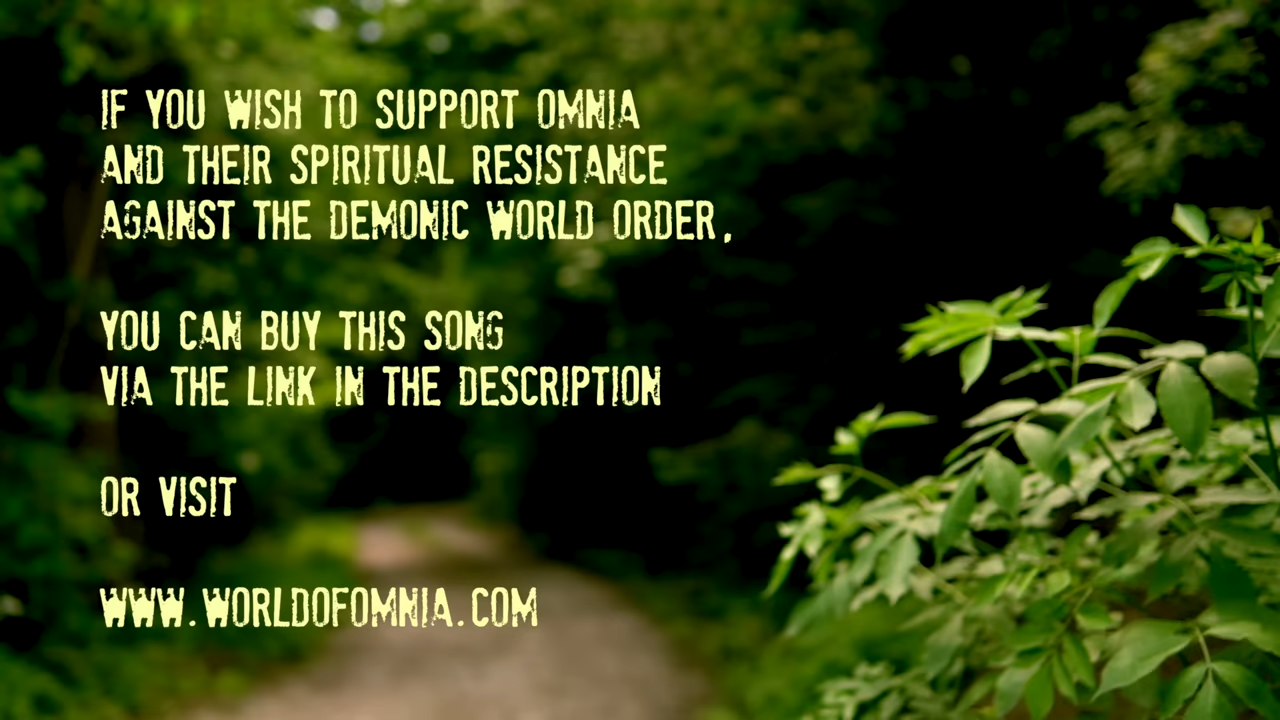 IF YOU WISH TO SUPPORT OMNIA
AND THEIR SPIRITUAL RESISTANCE
AGAINST THE DEMONIC WORLD ORDER,
YOU CAN BUY THIS SONG
VIA THE LINK IN THE DESCRIPTION
OR VISIT
WWW.WORLDOFOMNIA.COM